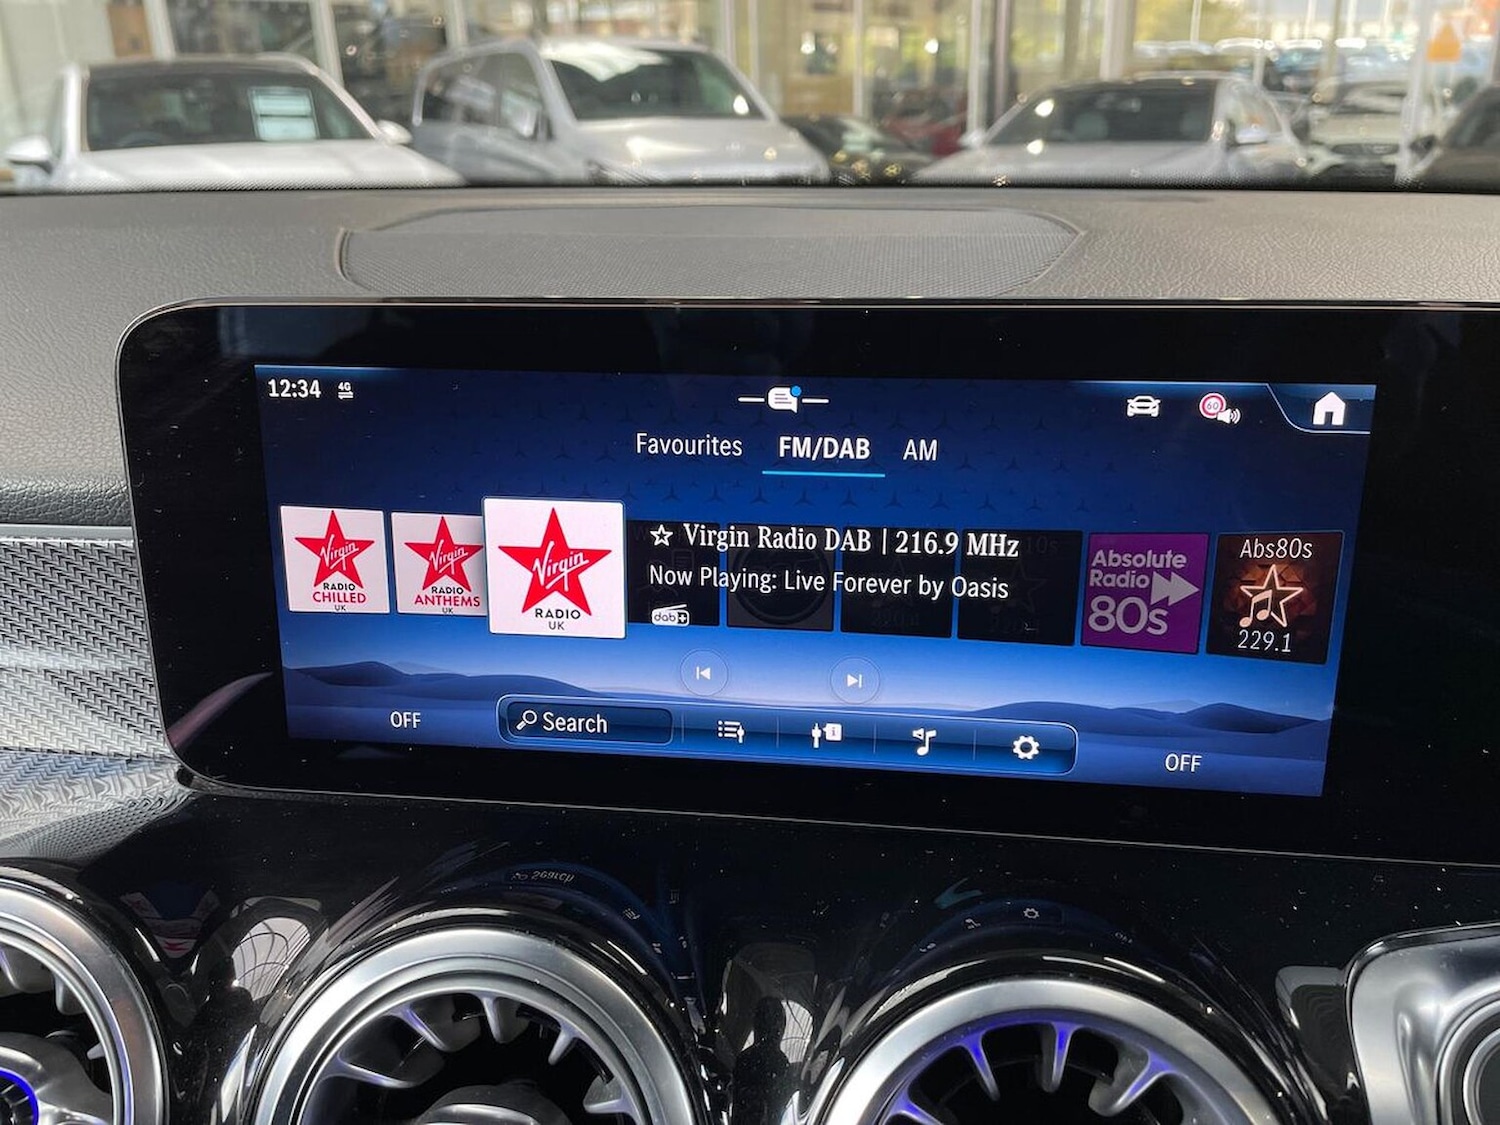 12:34
4G
60
Favourites
FM/DAB
AM
Virgin
RADIO
CHILLED
UK
Virgin
RADIO
ANTHEMS
UK
Virgin
RADIO
UK
Virgin Radio DAB | 216.9 MHz
Now Playing: Live Forever by Oasis
dab+
Absolute
Radio
80s
Abs80s
229.1
OFF
Search
i
OFF